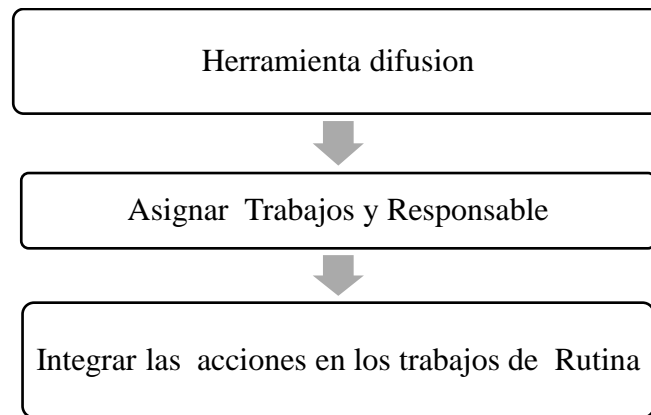 Herramienta difusion
Asignar Trabajos y Responsable
Integrar las acciones en los trabajos de Rutina